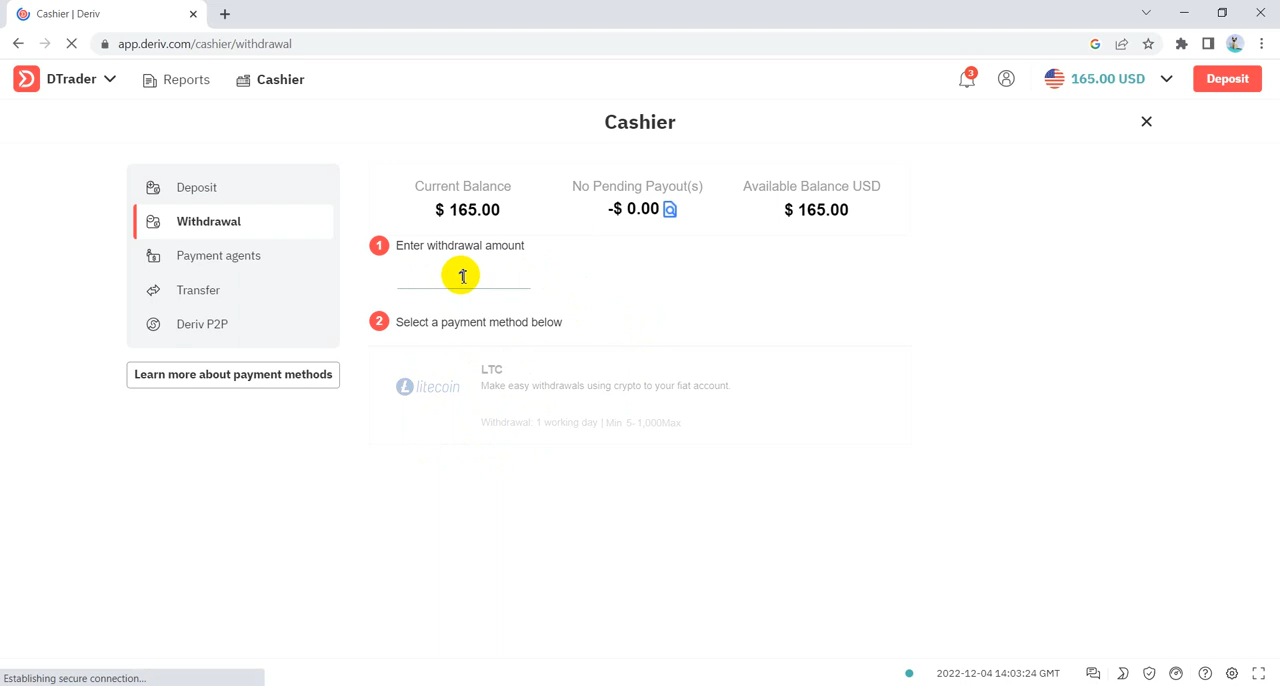 Cashier | Deriv
app.deriv.com/cashier/withdrawal
DTrader
Reports
Cashier
3
165.00 USD
Deposit
Cashier
Deposit
Withdrawal
Payment agents
Transfer
Deriv P2P
Learn more about payment methods
Current Balance
$ 165.00
No Pending Payout(s)
-$ 0.00
Available Balance USD
$ 165.00
1 Enter withdrawal amount
2 Select a payment method below
litecoin
LTC
Make easy withdrawals using crypto to your fiat account.
Withdrawal: 1 working day | Min 5-1,000Max
Establishing secure connection...
2022-12-04 14:03:24 GMT